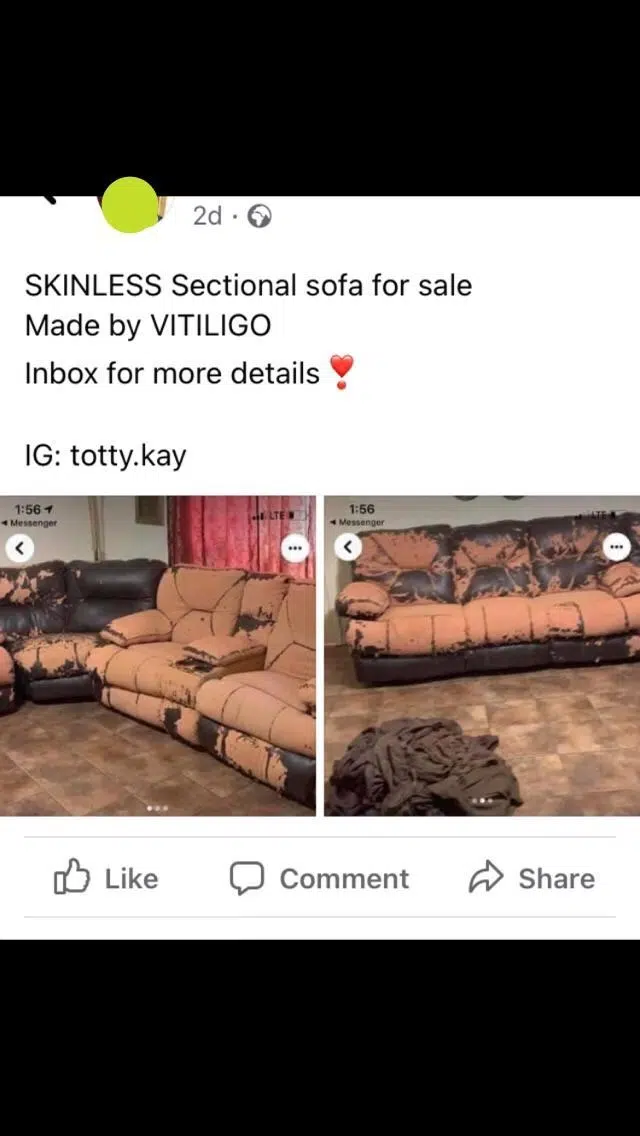 2d ·
SKINLESS Sectional sofa for sale
Made by VITILIGO
Inbox for more details❣️
IG: totty.kay
1:56
LTE
◄ Messenger
1:56
LTE
◄ Messenger
Like
Comment
Share